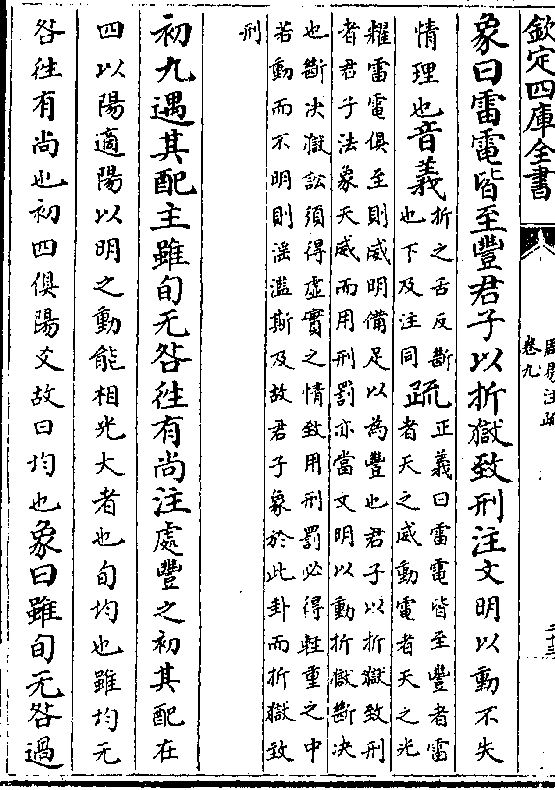 欽定四庫全書
周易注疏
卷九
象曰雷電皆至豐君子以折獄致刑注文明以動不失
情理也音義折之舌反斷也下及注同疏正義曰雷電皆至豐者雷者天之威動電者天之光
耀雷電俱至則威明備足以為豐也君子以折獄致刑
者君子法象天威而用刑罰亦當文明以動折獄斷決
也斷決獄訟須得虛實之情致用刑罰必得輕重之中
若動而不明則淫濫斯及故君子象於此卦而折獄致
刑
初九遇其配主雖旬无咎往有尚注處豐之初其配在
四以陽適陽以明之動能相光大者也旬均也雖均无
咎往有尚也初四俱陽爻故曰均也象曰雖旬无咎過